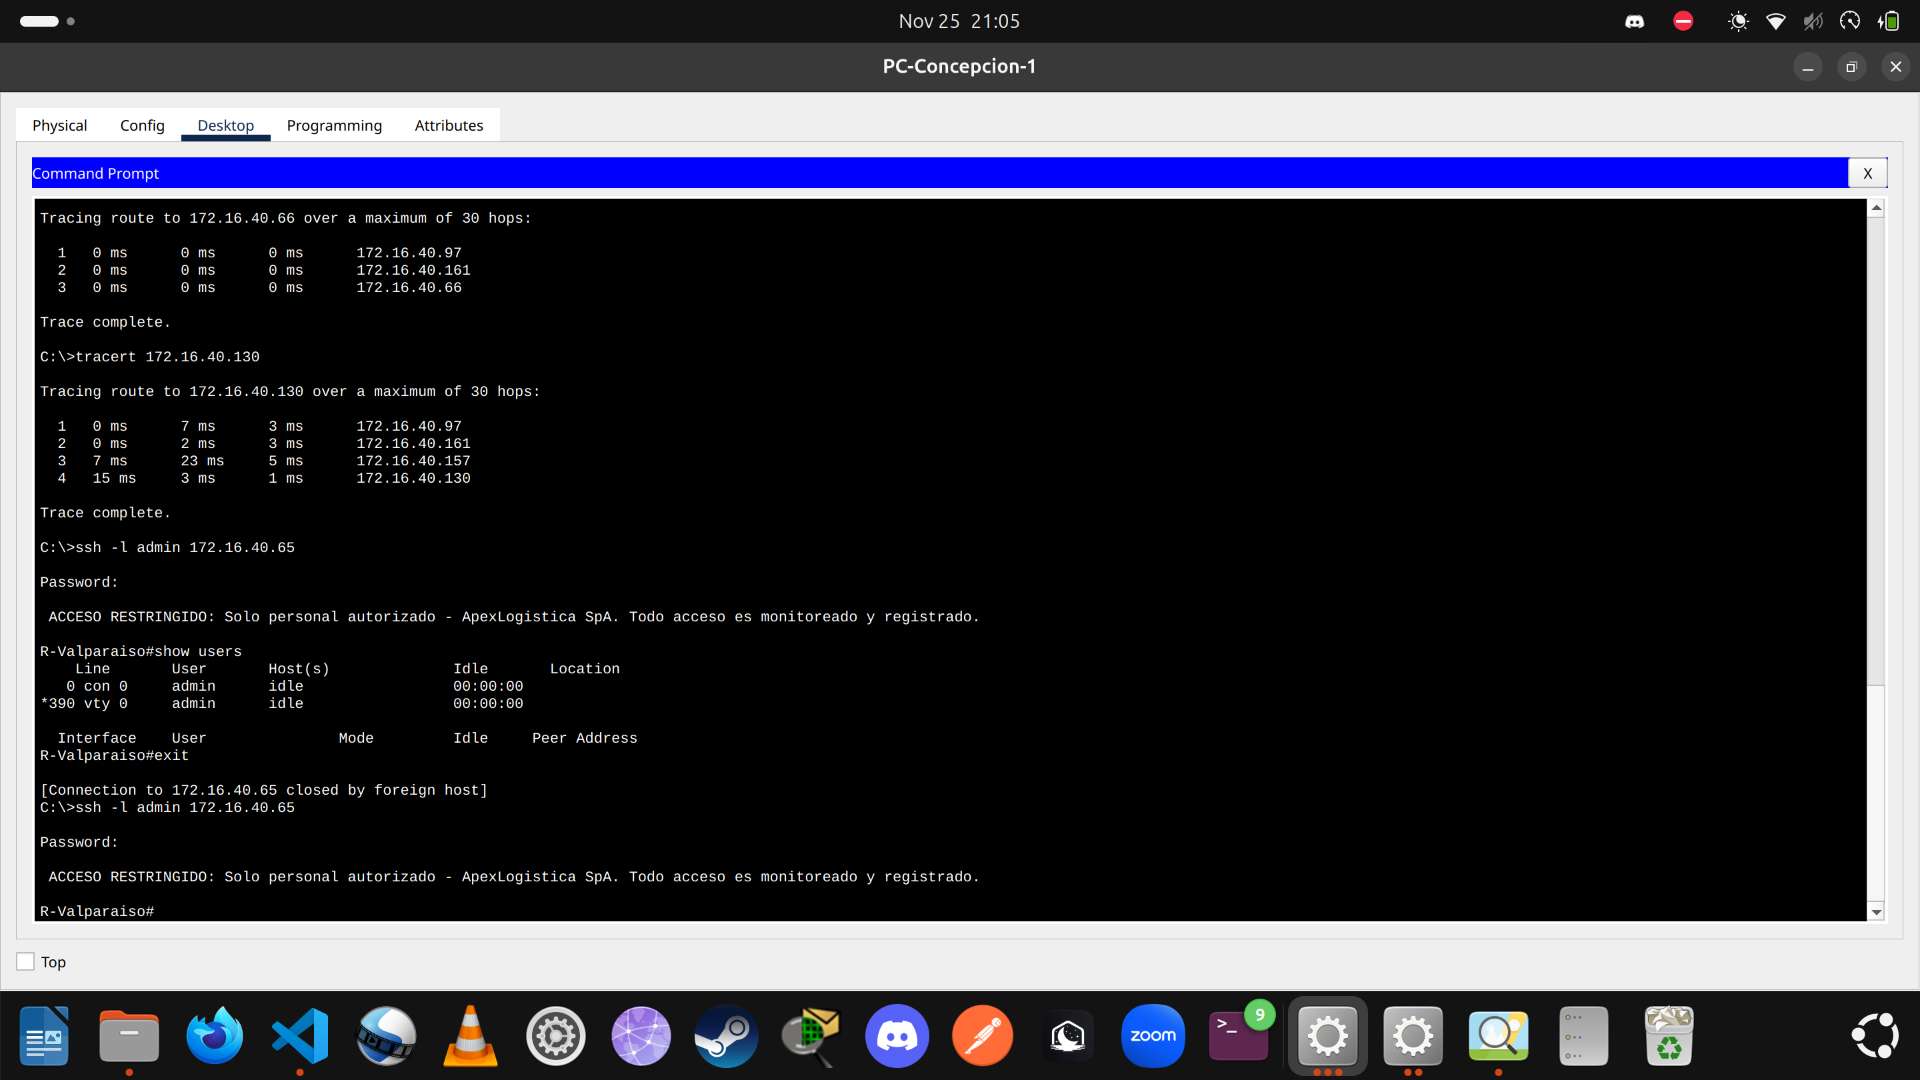 Nov 25 21:05
PC-Concepcion-1
Physical Config Desktop Programming Attributes
Command Prompt X
Tracing route to 172.16.40.66 over a maximum of 30 hops:
1 0 ms 0 ms 0 ms 172.16.40.97
2 0 ms 0 ms 0 ms 172.16.40.161
3 0 ms 0 ms 0 ms 172.16.40.66
Trace complete.
C:\>tracert 172.16.40.130
Tracing route to 172.16.40.130 over a maximum of 30 hops:
1 0 ms 7 ms 3 ms 172.16.40.97
2 0 ms 2 ms 3 ms 172.16.40.161
3 7 ms 23 ms 5 ms 172.16.40.157
4 15 ms 3 ms 1 ms 172.16.40.130
Trace complete.
C:\>ssh -l admin 172.16.40.65
Password:
ACCESO RESTRINGIDO: Solo personal autorizado - ApexLogistica SpA. Todo acceso es monitoreado y registrado.
R-Valparaiso#show users
Line User Host(s) Idle Location
0 con 0 admin idle 00:00:00
*390 vty 0 admin idle 00:00:00
Interface User Mode Idle Peer Address
R-Valparaiso#exit
[Connection to 172.16.40.65 closed by foreign host]
C:\>ssh -l admin 172.16.40.65
Password:
ACCESO RESTRINGIDO: Solo personal autorizado - ApexLogistica SpA. Todo acceso es monitoreado y registrado.
R-Valparaiso#
Top
zoom
>_ 9